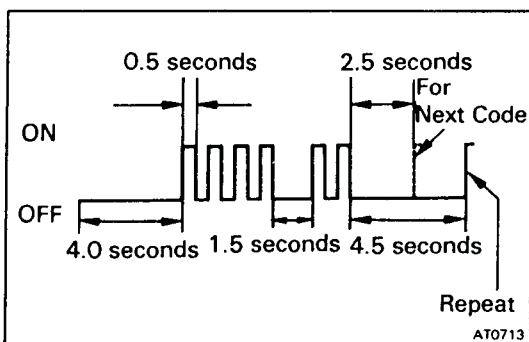 0.5 seconds
2.5 seconds
For
Next Code
ON
OFF
4.0 seconds
1.5 seconds
4.5 seconds
Repeat
AT0713